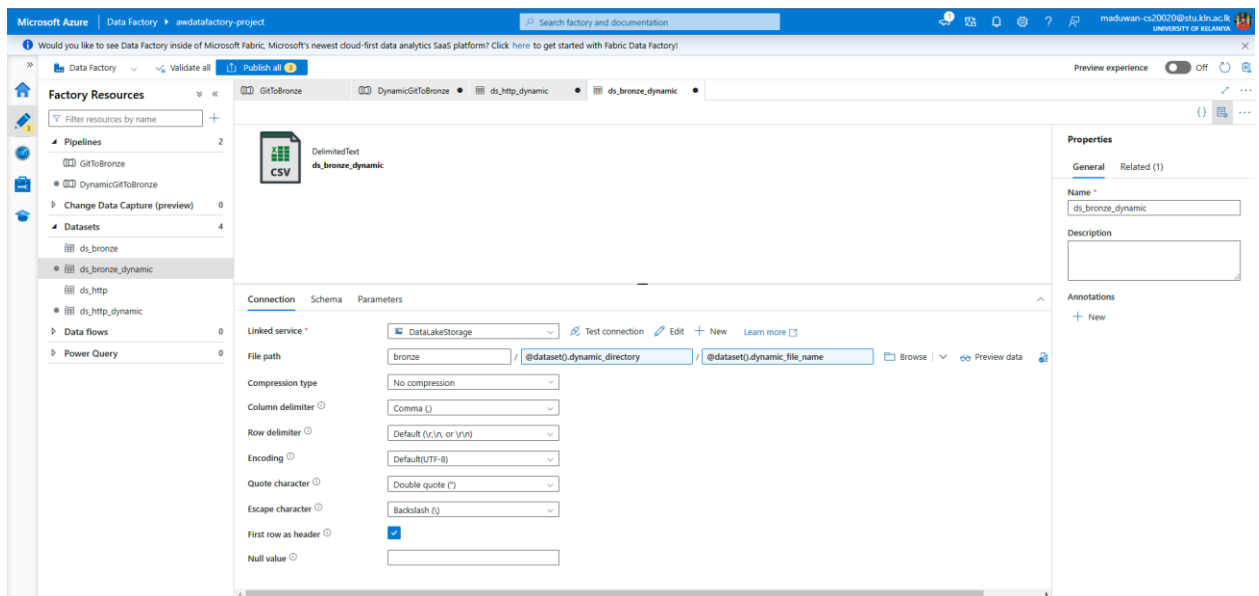 Microsoft Azure | Data Factory ▸ awdatafactory-project
Search factory and documentation
1
maduwan-cs20020@stu.kln.ac.lk
UNIVERSITY OF KELANIYA
Would you like to see Data Factory inside of Microsoft Fabric, Microsoft's newest cloud-first data analytics SaaS platform? Click here to get started with Fabric Data Factory!
Data Factory
Validate all
Publish all 3
Preview experience
Off
Factory Resources
Filter resources by name
Pipelines 2
GitToBronze
DynamicGitToBronze
Change Data Capture (preview) 0
Datasets 4
ds_bronze
ds_bronze_dynamic
ds_http
ds_http_dynamic
Data flows 0
Power Query 0
3
GitToBronze
DynamicGitToBronze
ds_http_dynamic
ds_bronze_dynamic
CSV
DelimitedText
ds_bronze_dynamic
Connection Schema Parameters
Linked service *
DataLakeStorage
Test connection Edit New Learn more
File path
bronze / @dataset().dynamic_directory / @dataset().dynamic_file_name
Browse Preview data
Compression type
No compression
Column delimiter
Comma (,)
Row delimiter
Default (\r,\n, or \r\n)
Encoding
Default(UTF-8)
Quote character
Double quote (")
Escape character
Backslash (\)
First row as header
Null value
Properties
General Related (1)
Name *
ds_bronze_dynamic
Description
Annotations
New